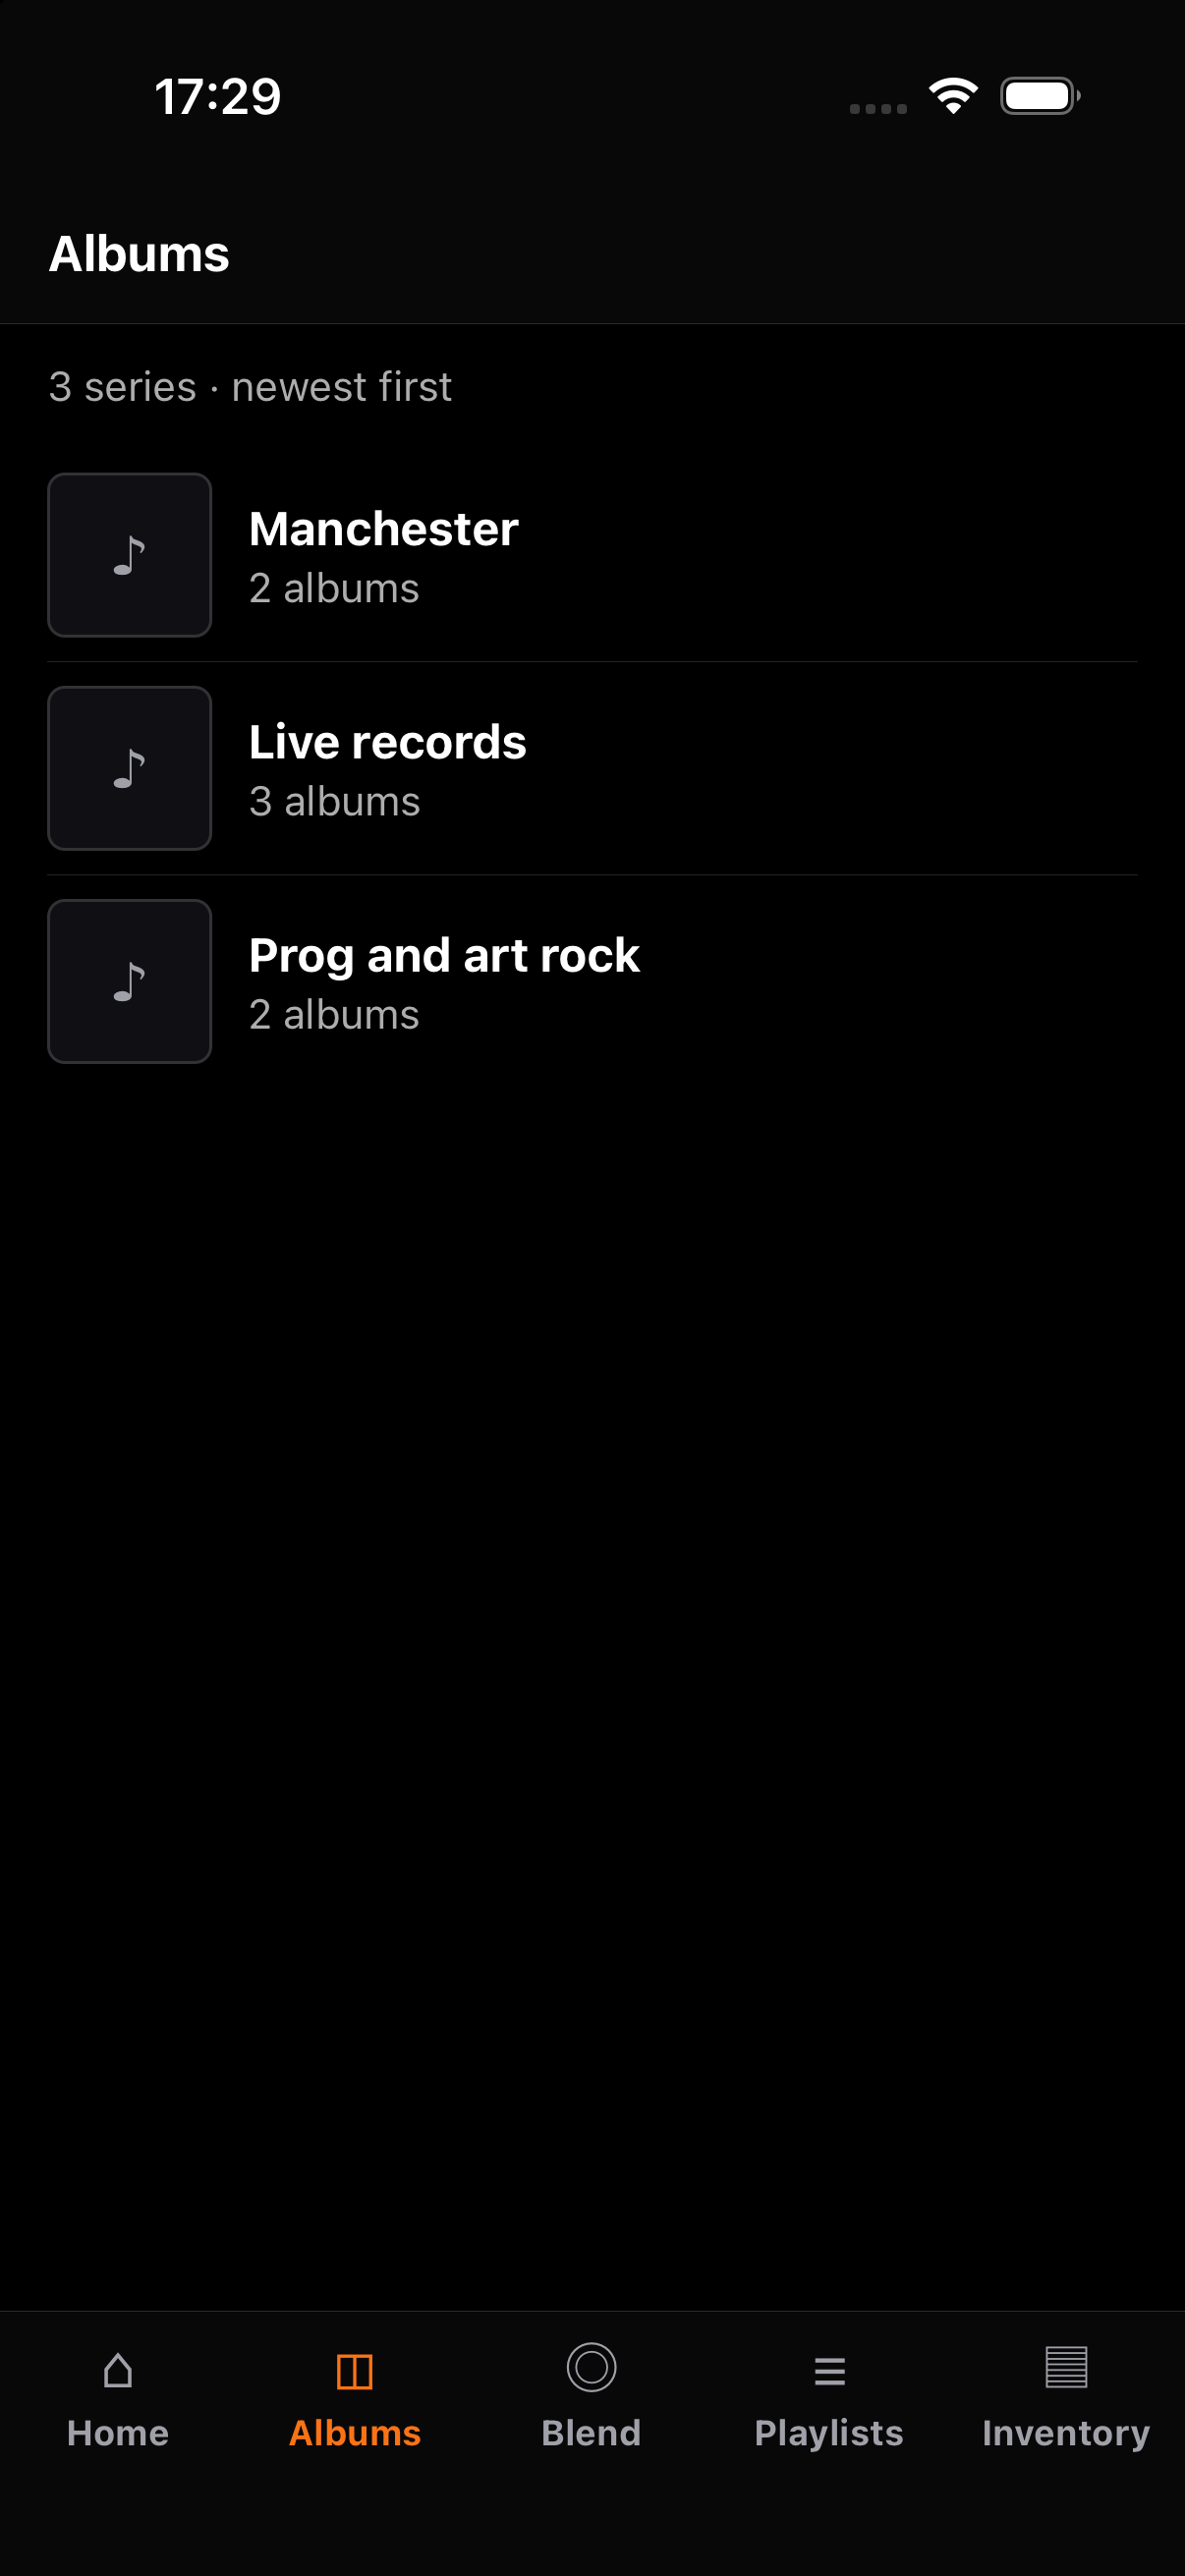 17:29
Albums
3 series · newest first
Manchester
2 albums
Live records
3 albums
Prog and art rock
2 albums
Home
Albums
Blend
Playlists
Inventory